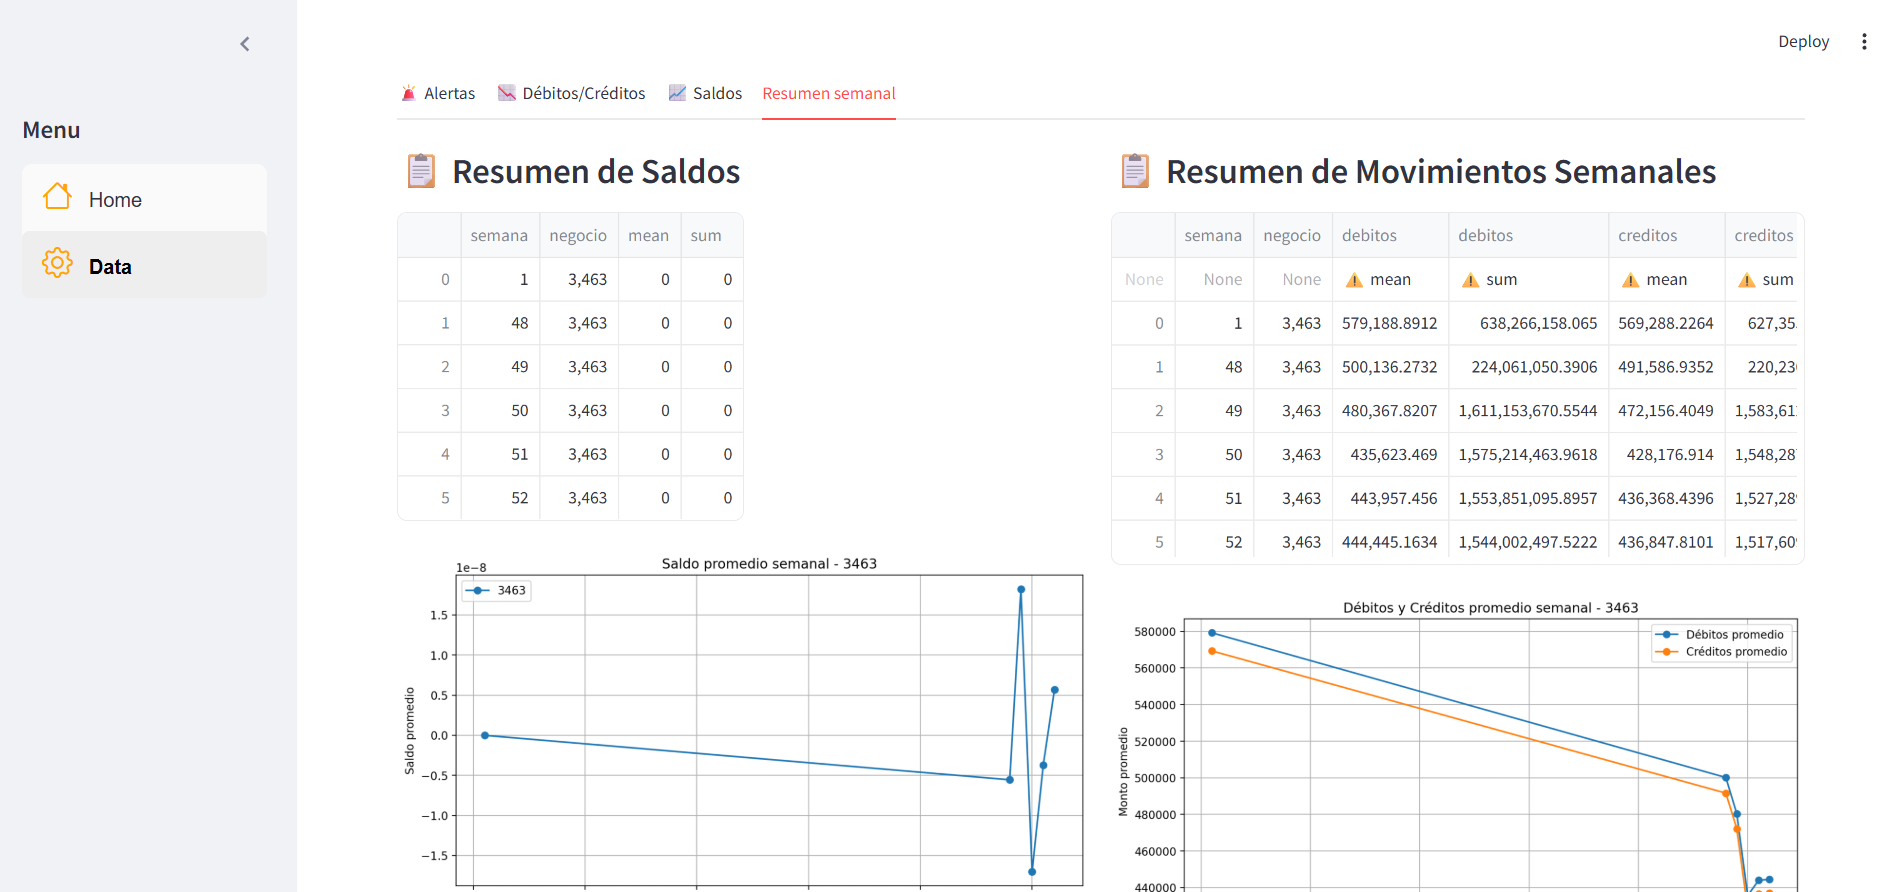 Deploy
Menu
Home
Data
Alertas
Débitos/Créditos
Saldos
Resumen semanal
Resumen de Saldos
semana negocio mean sum
0 1 3,463 0 0
1 48 3,463 0 0
2 49 3,463 0 0
3 50 3,463 0 0
4 51 3,463 0 0
5 52 3,463 0 0
Saldo promedio semanal - 3463
1e−8
3463
1.5
1.0
0.5
0.0
−0.5
−1.0
−1.5
Saldo promedio
Resumen de Movimientos Semanales
semana negocio debitos debitos creditos creditos
None None None mean sum mean sum
0 1 3,463 579,188.8912 638,266,158.065 569,288.2264 627,35
1 48 3,463 500,136.2732 224,061,050.3906 491,586.9352 220,23
2 49 3,463 480,367.8207 1,611,153,670.5544 472,156.4049 1,583,61
3 50 3,463 435,623.469 1,575,214,463.9618 428,176.914 1,548,28
4 51 3,463 443,957.456 1,553,851,095.8957 436,368.4396 1,527,28
5 52 3,463 444,445.1634 1,544,002,497.5222 436,847.8101 1,517,60
Débitos y Créditos promedio semanal - 3463
Débitos promedio
Créditos promedio
580000
560000
540000
520000
500000
480000
460000
440000
Monto promedio